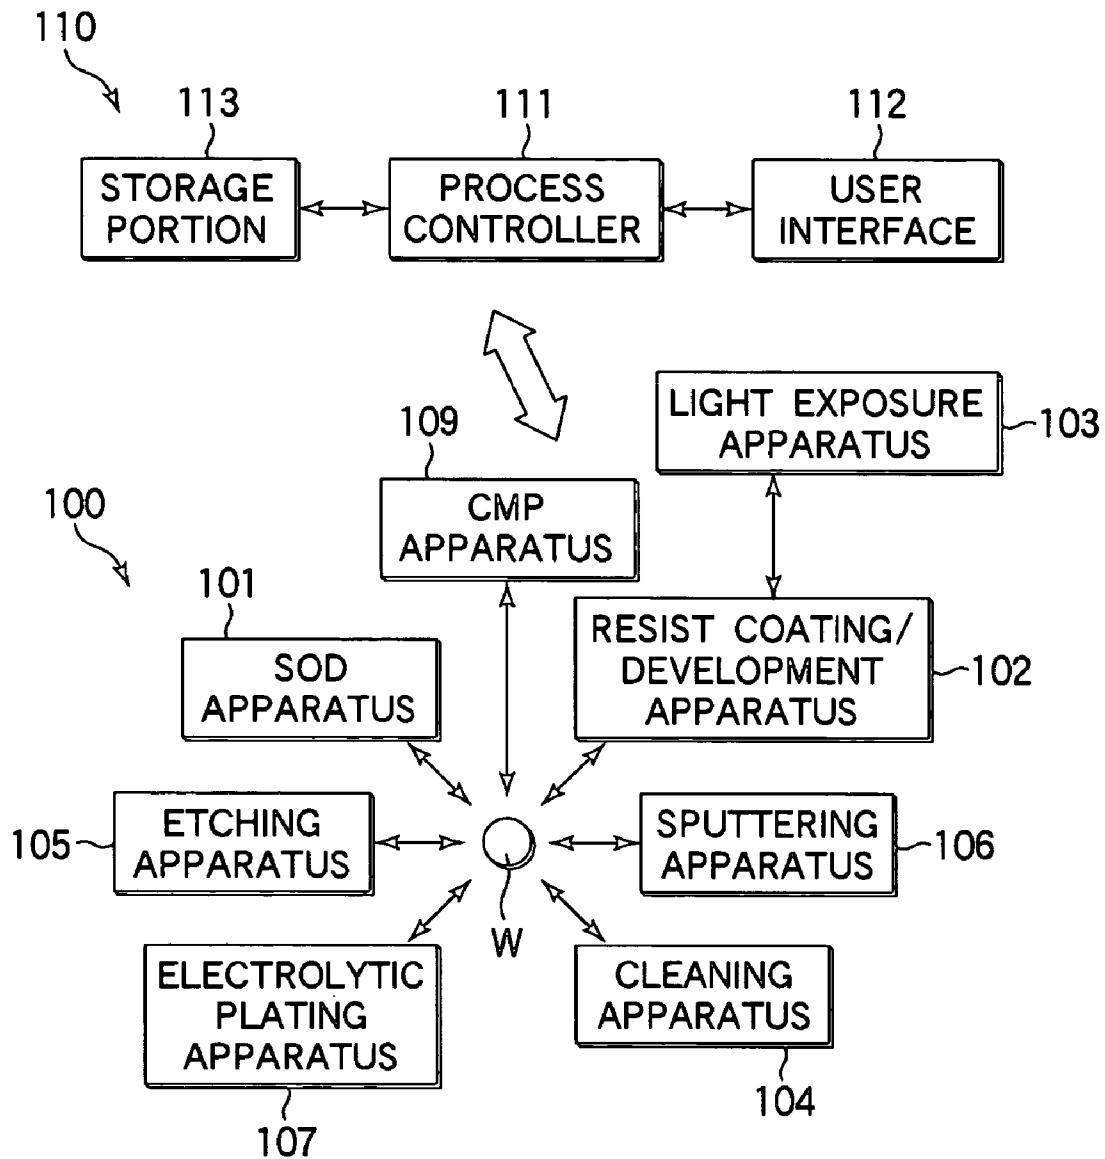 110
113
111
112
STORAGE
PORTION
PROCESS
CONTROLLER
USER
INTERFACE
LIGHT EXPOSURE
APPARATUS
103
109
CMP
APPARATUS
100
101
SOD
APPARATUS
RESIST COATING/
DEVELOPMENT
APPARATUS
102
105
ETCHING
APPARATUS
SPUTTERING
APPARATUS
106
W
ELECTROLYTIC
PLATING
APPARATUS
107
CLEANING
APPARATUS
104